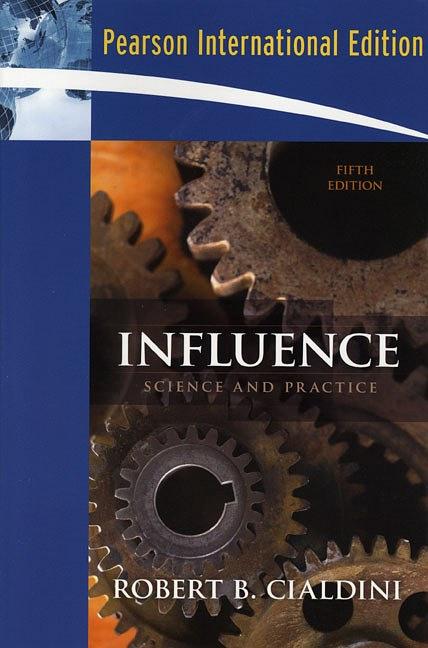 Pearson International Edition
FIFTH
EDITION
INFLUENCE
SCIENCE AND PRACTICE
ROBERT B. CIALDINI